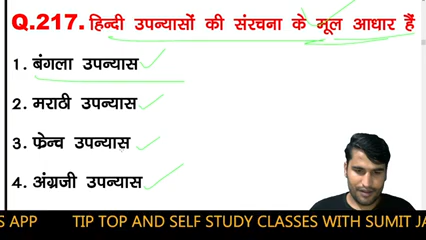 Q.217. हिन्दी उपन्यासों की संरचना के मूल आधार हैं
1. बंगला उपन्यास
2. मराठी उपन्यास
3. फेन्च उपन्यास
4. अंग्रजी उपन्यास
S APP TIP TOP AND SELF STUDY CLASSES WITH SUMIT JA